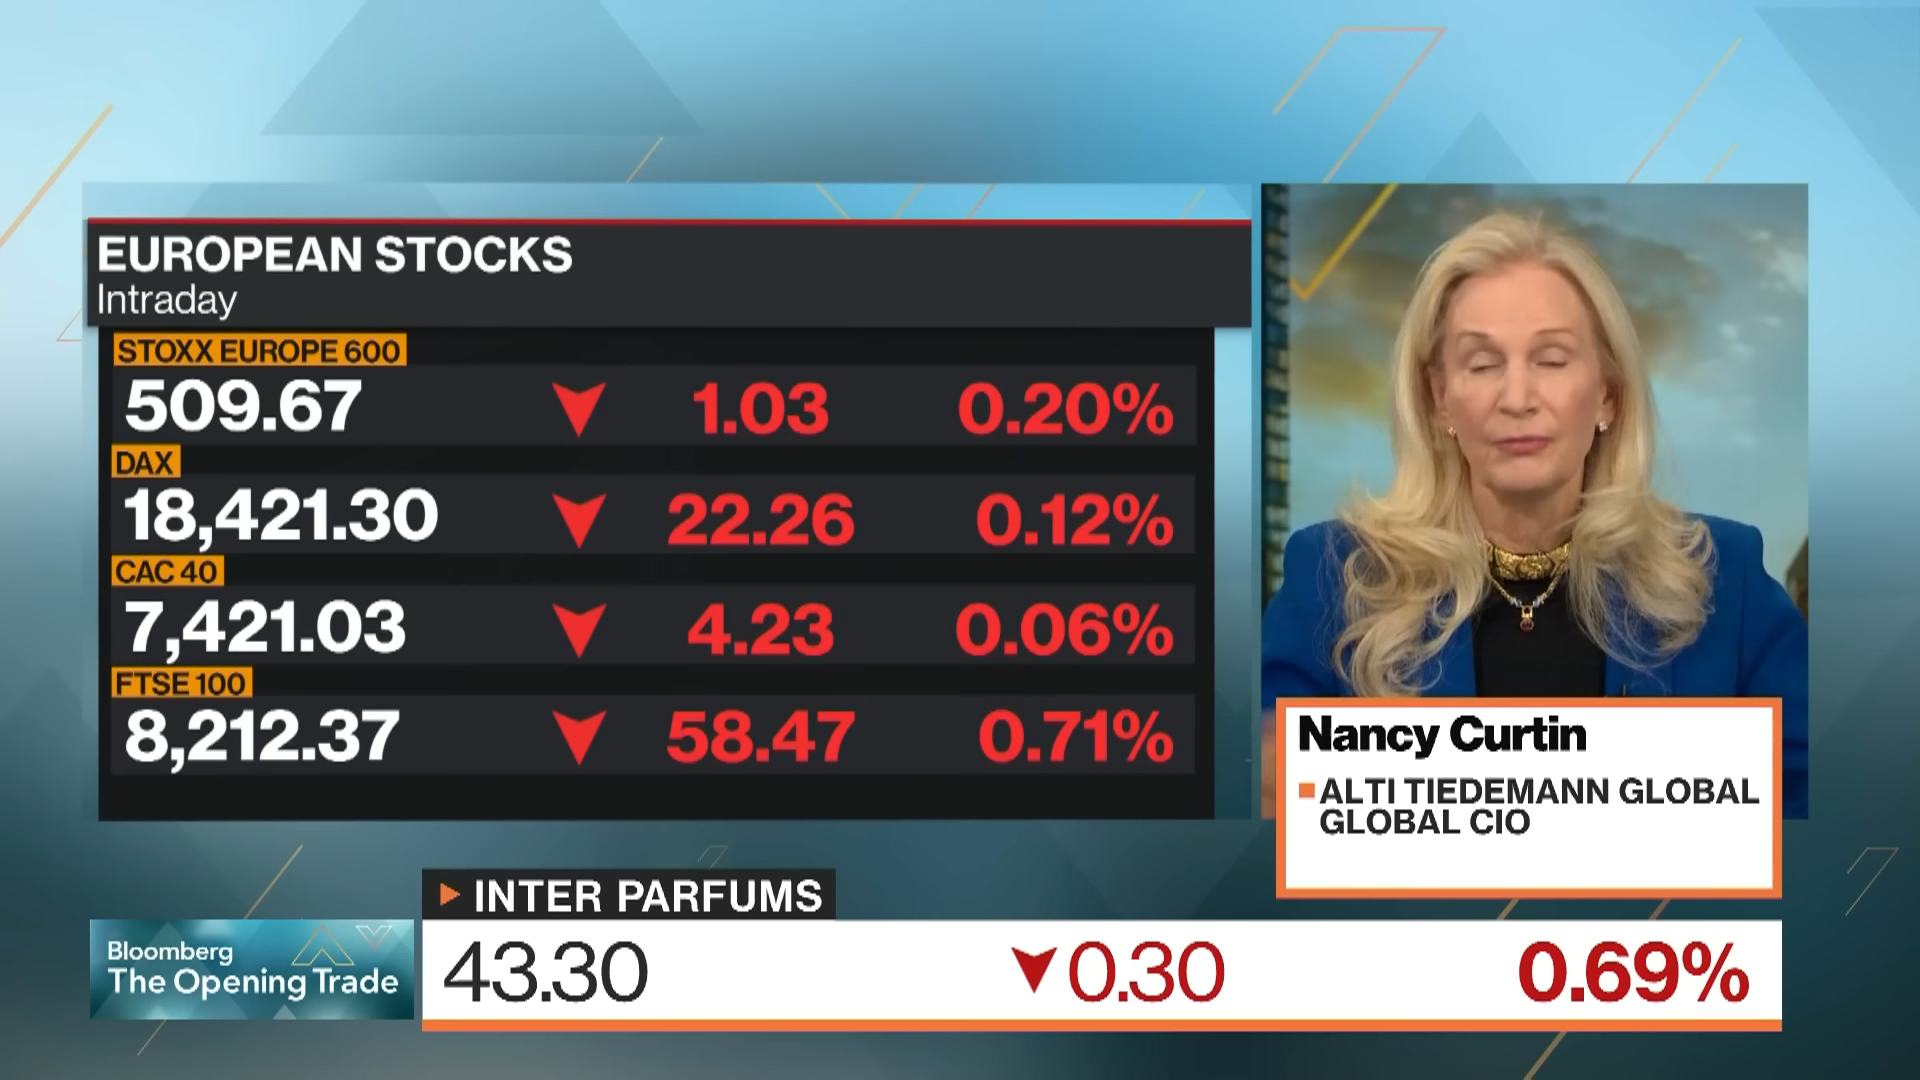 EUROPEAN STOCKS
Intraday
STOXX EUROPE 600
509.67 1.03 0.20%
DAX
18,421.30 22.26 0.12%
CAC 40
7,421.03 4.23 0.06%
FTSE 100
8,212.37 58.47 0.71%
Nancy Curtin
ALTI TIEDEMANN GLOBAL
GLOBAL CIO
INTER PARFUMS
43.30 0.30 0.69%
Bloomberg
The Opening Trade